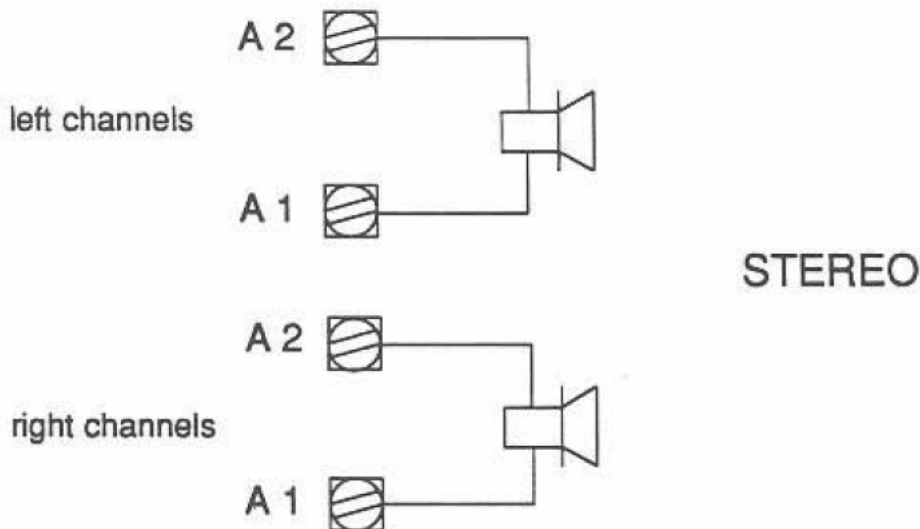 A 2
left channels
A 1
STEREO
A 2
right channels
A 1